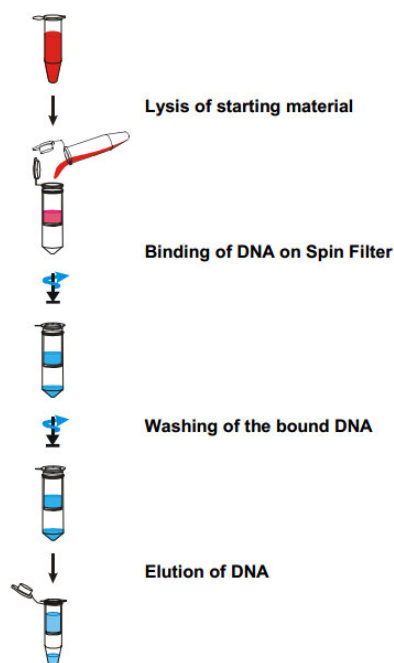 Lysis of starting material
Binding of DNA on Spin Filter
Washing of the bound DNA
Elution of DNA